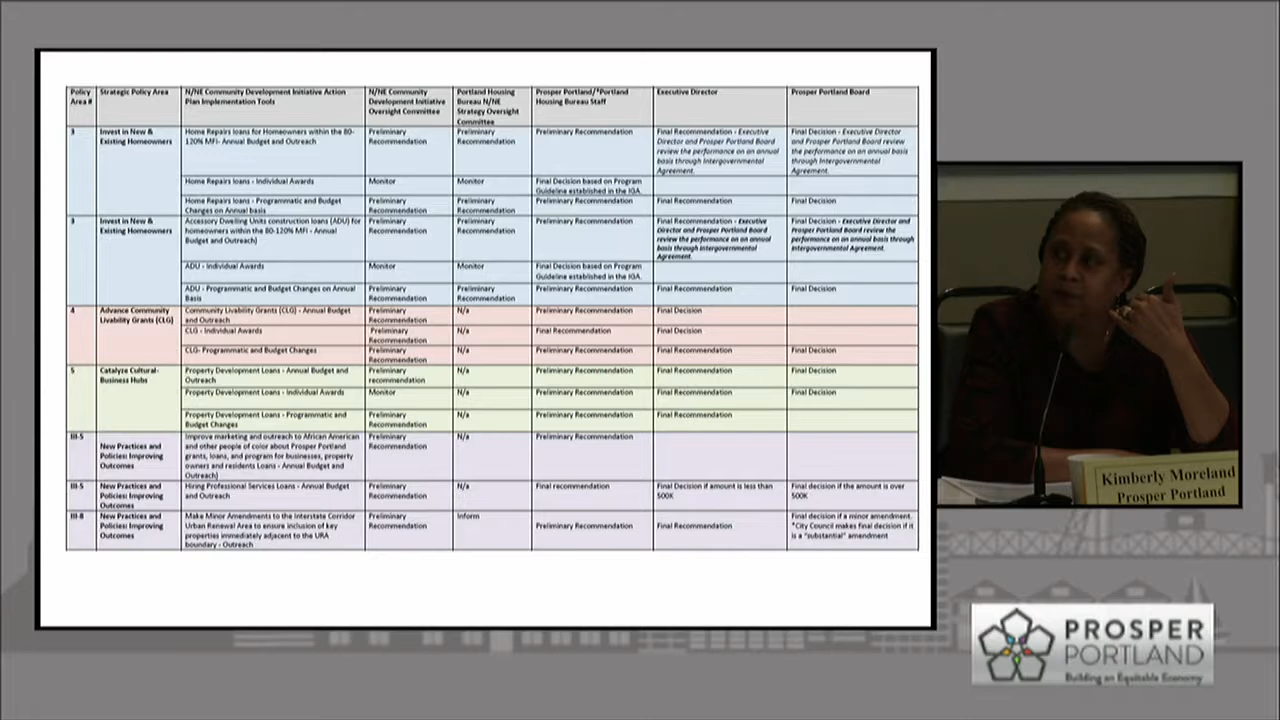 Policy Area # Strategic Policy Area N/NE Community Development Initiative Action Plan Implementation Tools N/NE Community Development Initiative Oversight Committee Portland Housing Bureau N/NE Strategy Oversight Committee Prosper Portland/*Portland Housing Bureau Staff Executive Director Prosper Portland Board
3 Invest in New & Existing Homeowners Home Repairs loans for Homeowners within the 80-120% MFI- Annual Budget and Outreach Preliminary Recommendation Preliminary Recommendation Preliminary Recommendation Final Recommendation - Executive Director and Prosper Portland Board review the performance on an annual basis through Intergovernmental Agreement. Final Decision - Executive Director and Prosper Portland Board review the performance on an annual basis through Intergovernmental Agreement.
Home Repairs loans - Individual Awards Monitor Monitor Final Decision based on Program Guideline established in the IGA.
Home Repairs loans - Programmatic and Budget Changes on Annual basis Preliminary Recommendation Preliminary Recommendation Preliminary Recommendation Final Recommendation Final Decision
3 Invest in New & Existing Homeowners Accessory Dwelling Units construction loans (ADU) for homeowners within the 80-120% MFI - Annual Budget and Outreach) Preliminary Recommendation Preliminary Recommendation Preliminary Recommendation Final Recommendation - Executive Director and Prosper Portland Board review the performance on an annual basis through Intergovernmental Agreement. Final Decision - Executive Director and Prosper Portland Board review the performance on an annual basis through Intergovernmental Agreement.
ADU - Individual Awards Monitor Monitor Final Decision based on Program Guideline established in the IGA.
ADU - Programmatic and Budget Changes on Annual Basis Preliminary Recommendation Preliminary Recommendation Preliminary Recommendation Final Recommendation Final Decision
4 Advance Community Livability Grants (CLG) Community Livability Grants (CLG) - Annual Budget and Outreach Preliminary Recommendation N/a Preliminary Recommendation Final Decision
CLG - Individual Awards Preliminary Recommendation N/a Final Recommendation Final Decision
CLG- Programmatic and Budget Changes Preliminary Recommendation N/a Preliminary Recommendation Final Recommendation Final Decision
5 Catalyze Cultural-Business Hubs Property Development Loans - Annual Budget and Outreach Preliminary recommendation N/a Preliminary Recommendation Final Recommendation Final Decision
Property Development Loans - Individual Awards Monitor N/a Preliminary Recommendation Final Recommendation Final Decision
Property Development Loans - Programmatic and Budget Changes Preliminary Recommendation N/a Preliminary Recommendation Final Recommendation
III-5 New Practices and Policies: Improving Outcomes Improve marketing and outreach to African American and other people of color about Prosper Portland grants, loans, and program for businesses, property owners and residents Loans - Annual Budget and Outreach) Preliminary Recommendation N/a Preliminary Recommendation
III-5 New Practices and Policies: Improving Outcomes Hiring Professional Services Loans - Annual Budget and Outreach Preliminary Recommendation N/a Final recommendation Final Decision if amount is less than 500K Final decision if the amount is over 500K
III-8 New Practices and Policies: Improving Outcomes Make Minor Amendments to the Interstate Corridor Urban Renewal Area to ensure inclusion of key properties immediately adjacent to the URA boundary - Outreach Preliminary Recommendation Inform Preliminary Recommendation Final Recommendation Final decision if a minor amendment. *City Council makes final decision if it is a "substantial" amendment
Kimberly Moreland
Prosper Portland
PROSPER
PORTLAND
Building an Equitable Economy